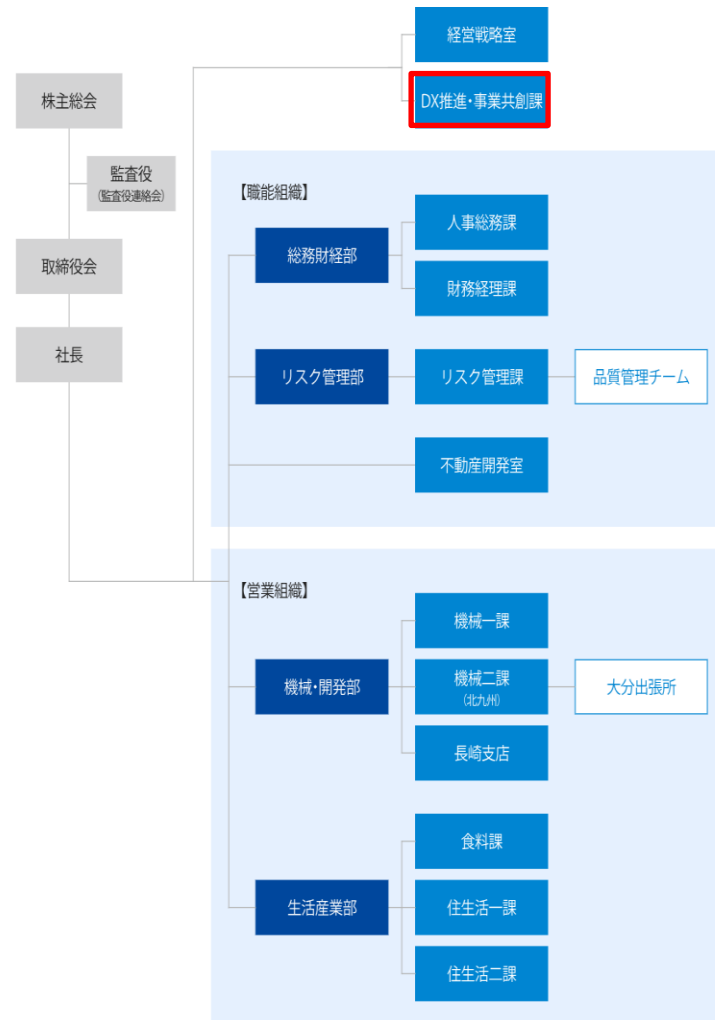 経営戦略室
DX推進・事業共創課
株主総会
監査役
(監査役連絡会)
取締役会
社長
【職能組織】
総務財経部
人事総務課
財務経理課
リスク管理部
リスク管理課
品質管理チーム
不動産開発室
【営業組織】
機械・開発部
機械一課
機械二課
(北九州)
大分出張所
長崎支店
生活産業部
食料課
住生活一課
住生活二課